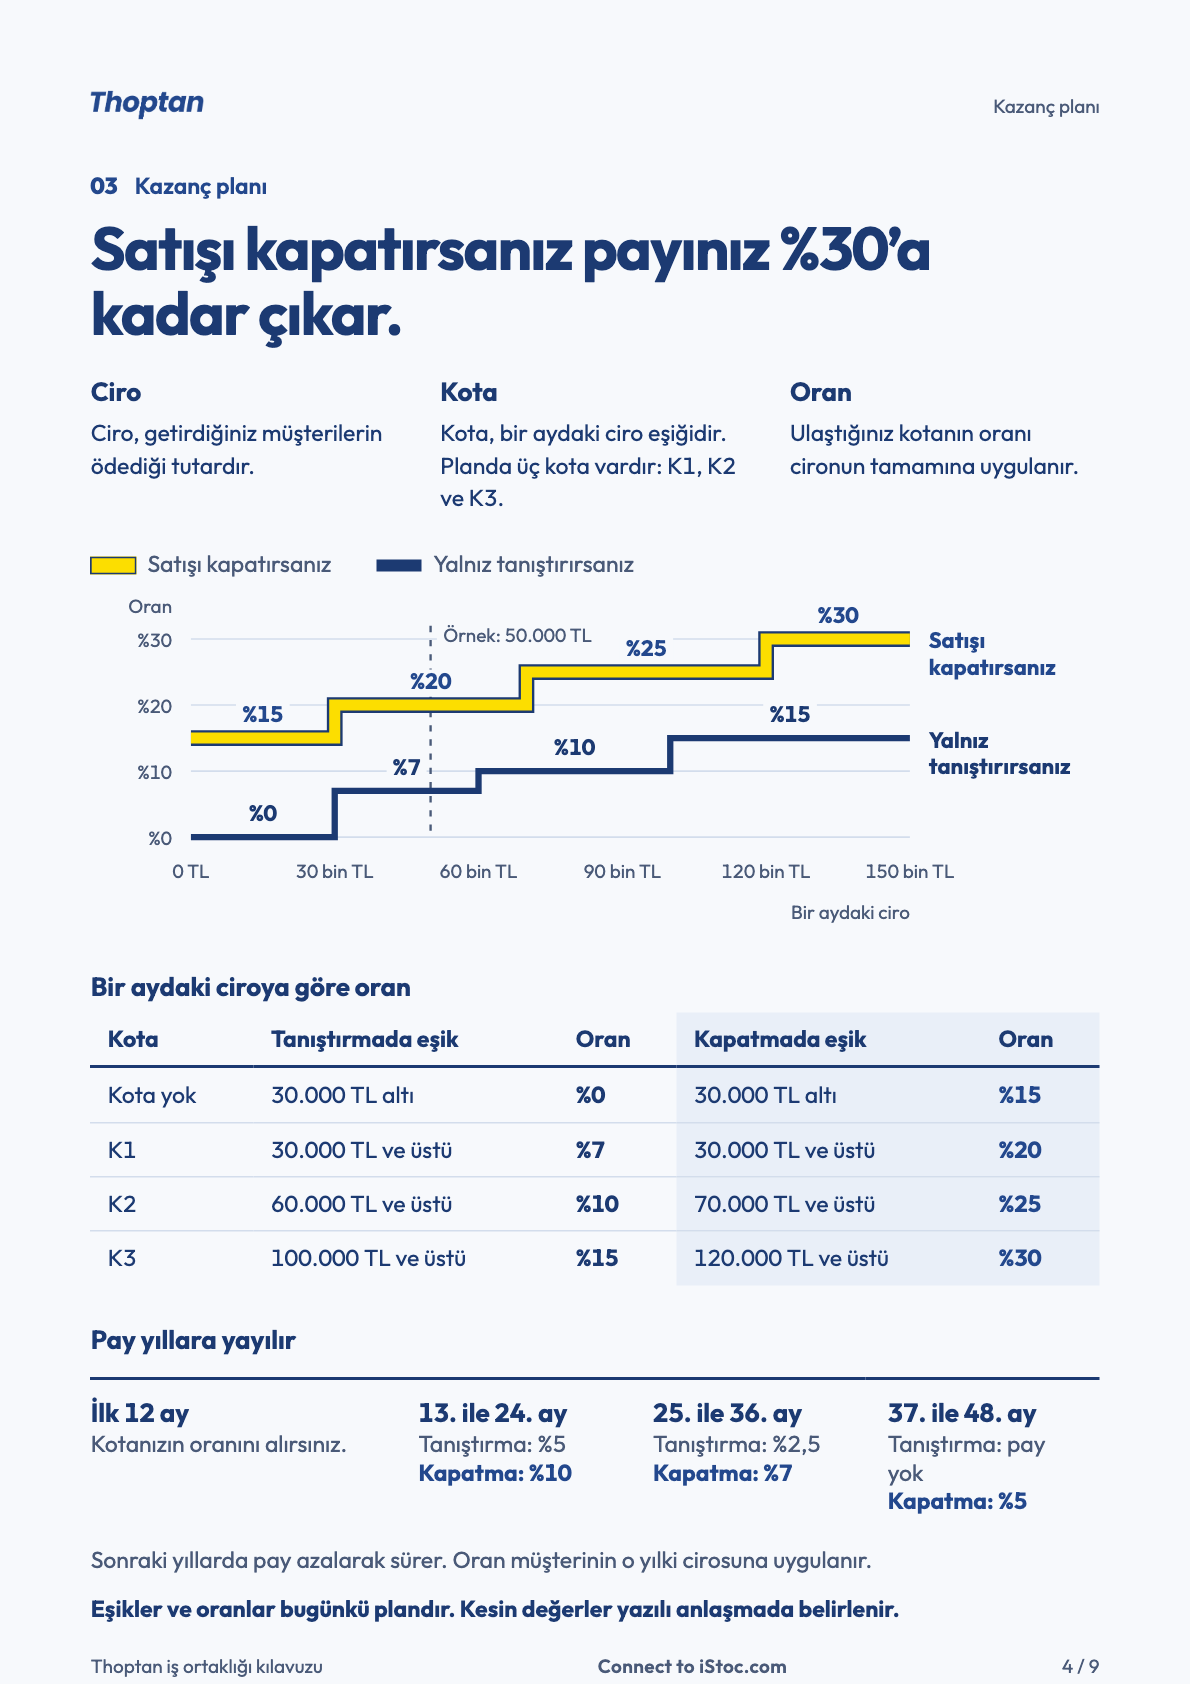 Thoptan
Kazanç planı
03 Kazanç planı
Satışı kapatırsanız payınız %30’a
kadar çıkar.
Ciro
Ciro, getirdiğiniz müşterilerin
ödediği tutardır.
Kota
Kota, bir aydaki ciro eşiğidir.
Planda üç kota vardır: K1, K2
ve K3.
Oran
Ulaştığınız kotanın oranı
cironun tamamına uygulanır.
Satışı kapatırsanız
Yalnız tanıştırırsanız
Oran
%30
%20
%10
%0
Örnek: 50.000 TL
%15
%20
%25
%30
Satışı
kapatırsanız
%0
%7
%10
%15
Yalnız
tanıştırırsanız
0 TL
30 bin TL
60 bin TL
90 bin TL
120 bin TL
150 bin TL
Bir aydaki ciro
Bir aydaki ciroya göre oran
Kota Tanıştırmada eşik Oran Kapatmada eşik Oran
Kota yok 30.000 TL altı %0 30.000 TL altı %15
K1 30.000 TL ve üstü %7 30.000 TL ve üstü %20
K2 60.000 TL ve üstü %10 70.000 TL ve üstü %25
K3 100.000 TL ve üstü %15 120.000 TL ve üstü %30
Pay yıllara yayılır
İlk 12 ay
Kotanızın oranını alırsınız.
13. ile 24. ay
Tanıştırma: %5
Kapatma: %10
25. ile 36. ay
Tanıştırma: %2,5
Kapatma: %7
37. ile 48. ay
Tanıştırma: pay
yok
Kapatma: %5
Sonraki yıllarda pay azalarak sürer. Oran müşterinin o yılki cirosuna uygulanır.
Eşikler ve oranlar bugünkü plandır. Kesin değerler yazılı anlaşmada belirlenir.
Thoptan iş ortaklığı kılavuzu
Connect to iStoc.com
4 / 9